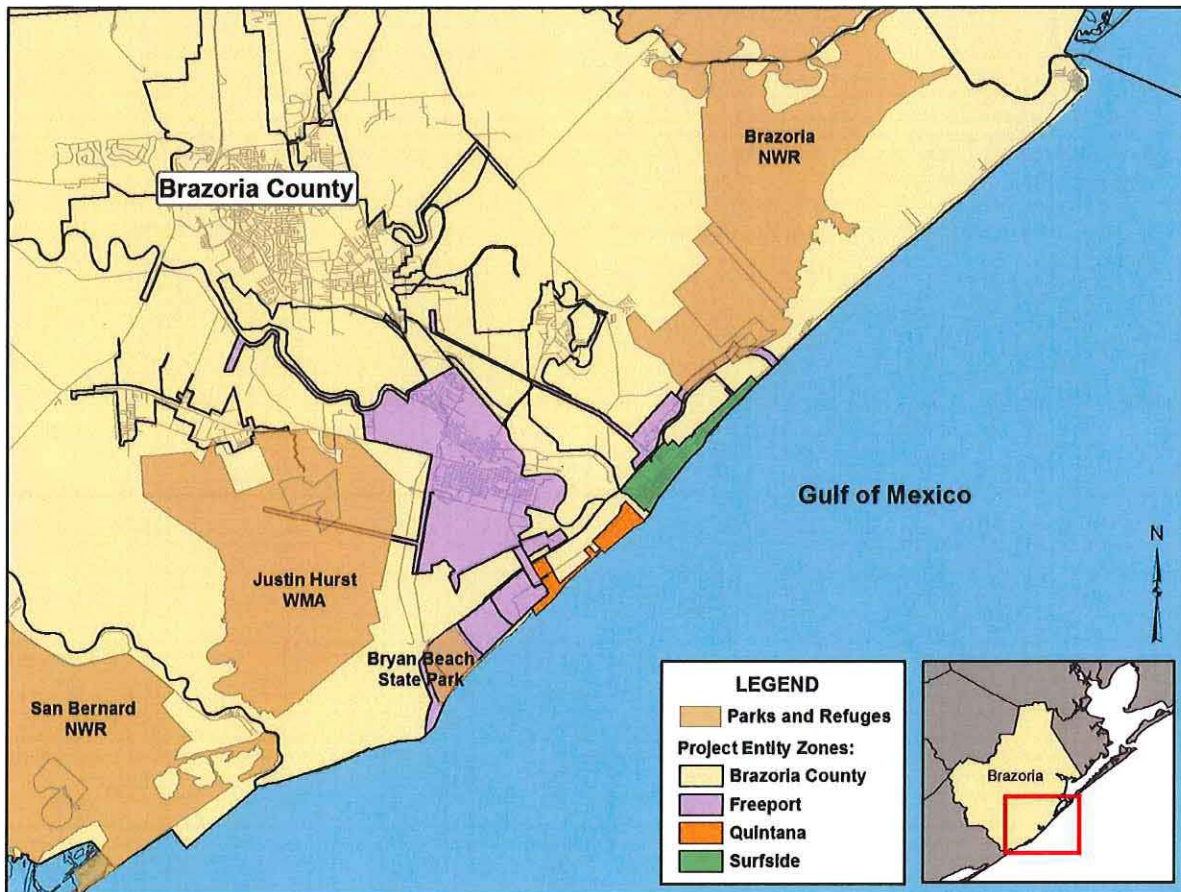 Brazoria
NWR
Brazoria County
Gulf of Mexico
N
Justin Hurst
WMA
Bryan Beach
State Park
San Bernard
NWR
LEGEND
Parks and Refuges
Project Entity Zones:
Brazoria County
Freeport
Quintana
Surfside
Brazoria